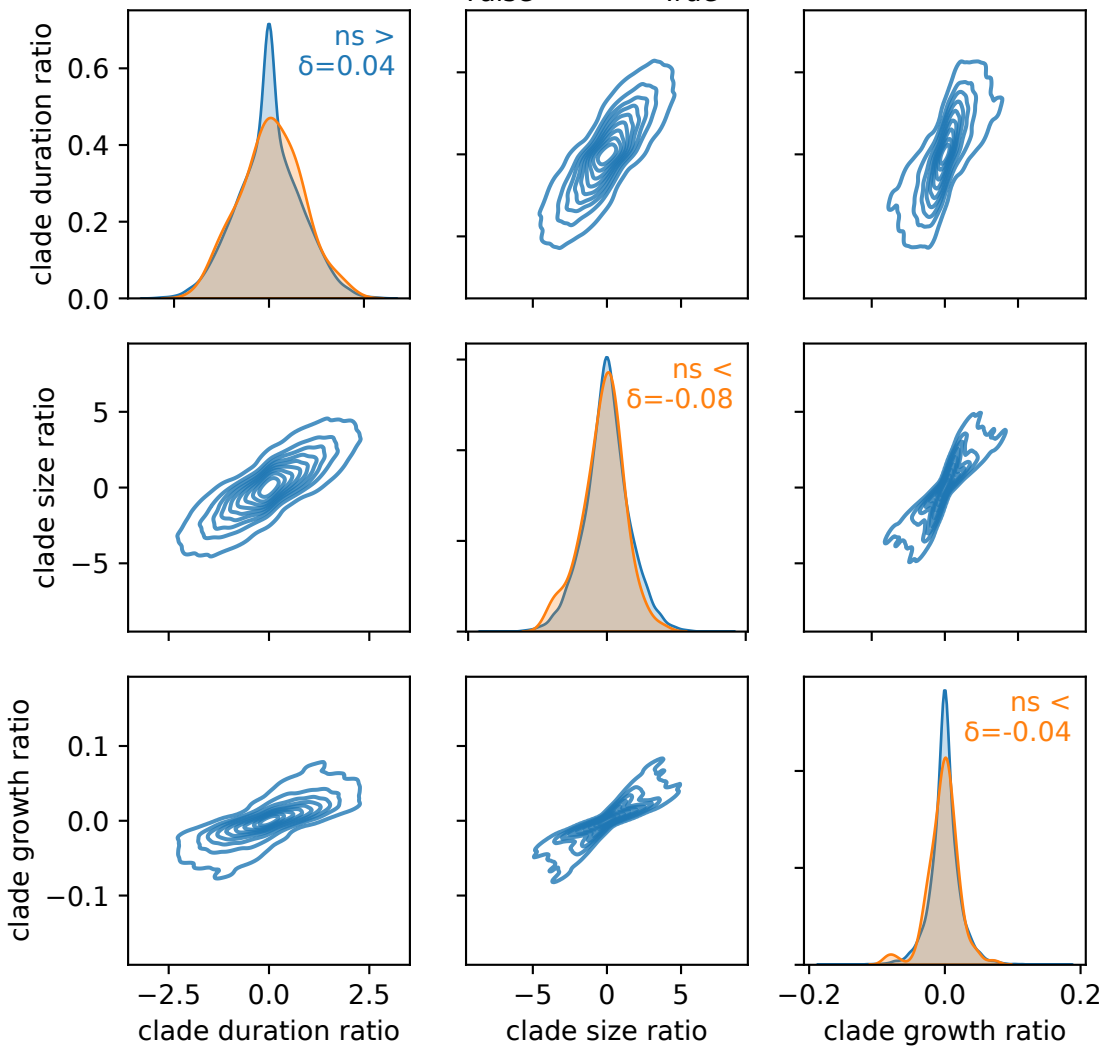 clade duration ratio
0.6
0.4
0.2
0.0
ns >
δ=0.04
clade size ratio
5
0
−5
ns <
δ=-0.08
clade growth ratio
0.1
0.0
−0.1
ns <
δ=-0.04
−2.5 0.0 2.5
clade duration ratio
−5 0 5
clade size ratio
−0.2 0.0 0.2
clade growth ratio